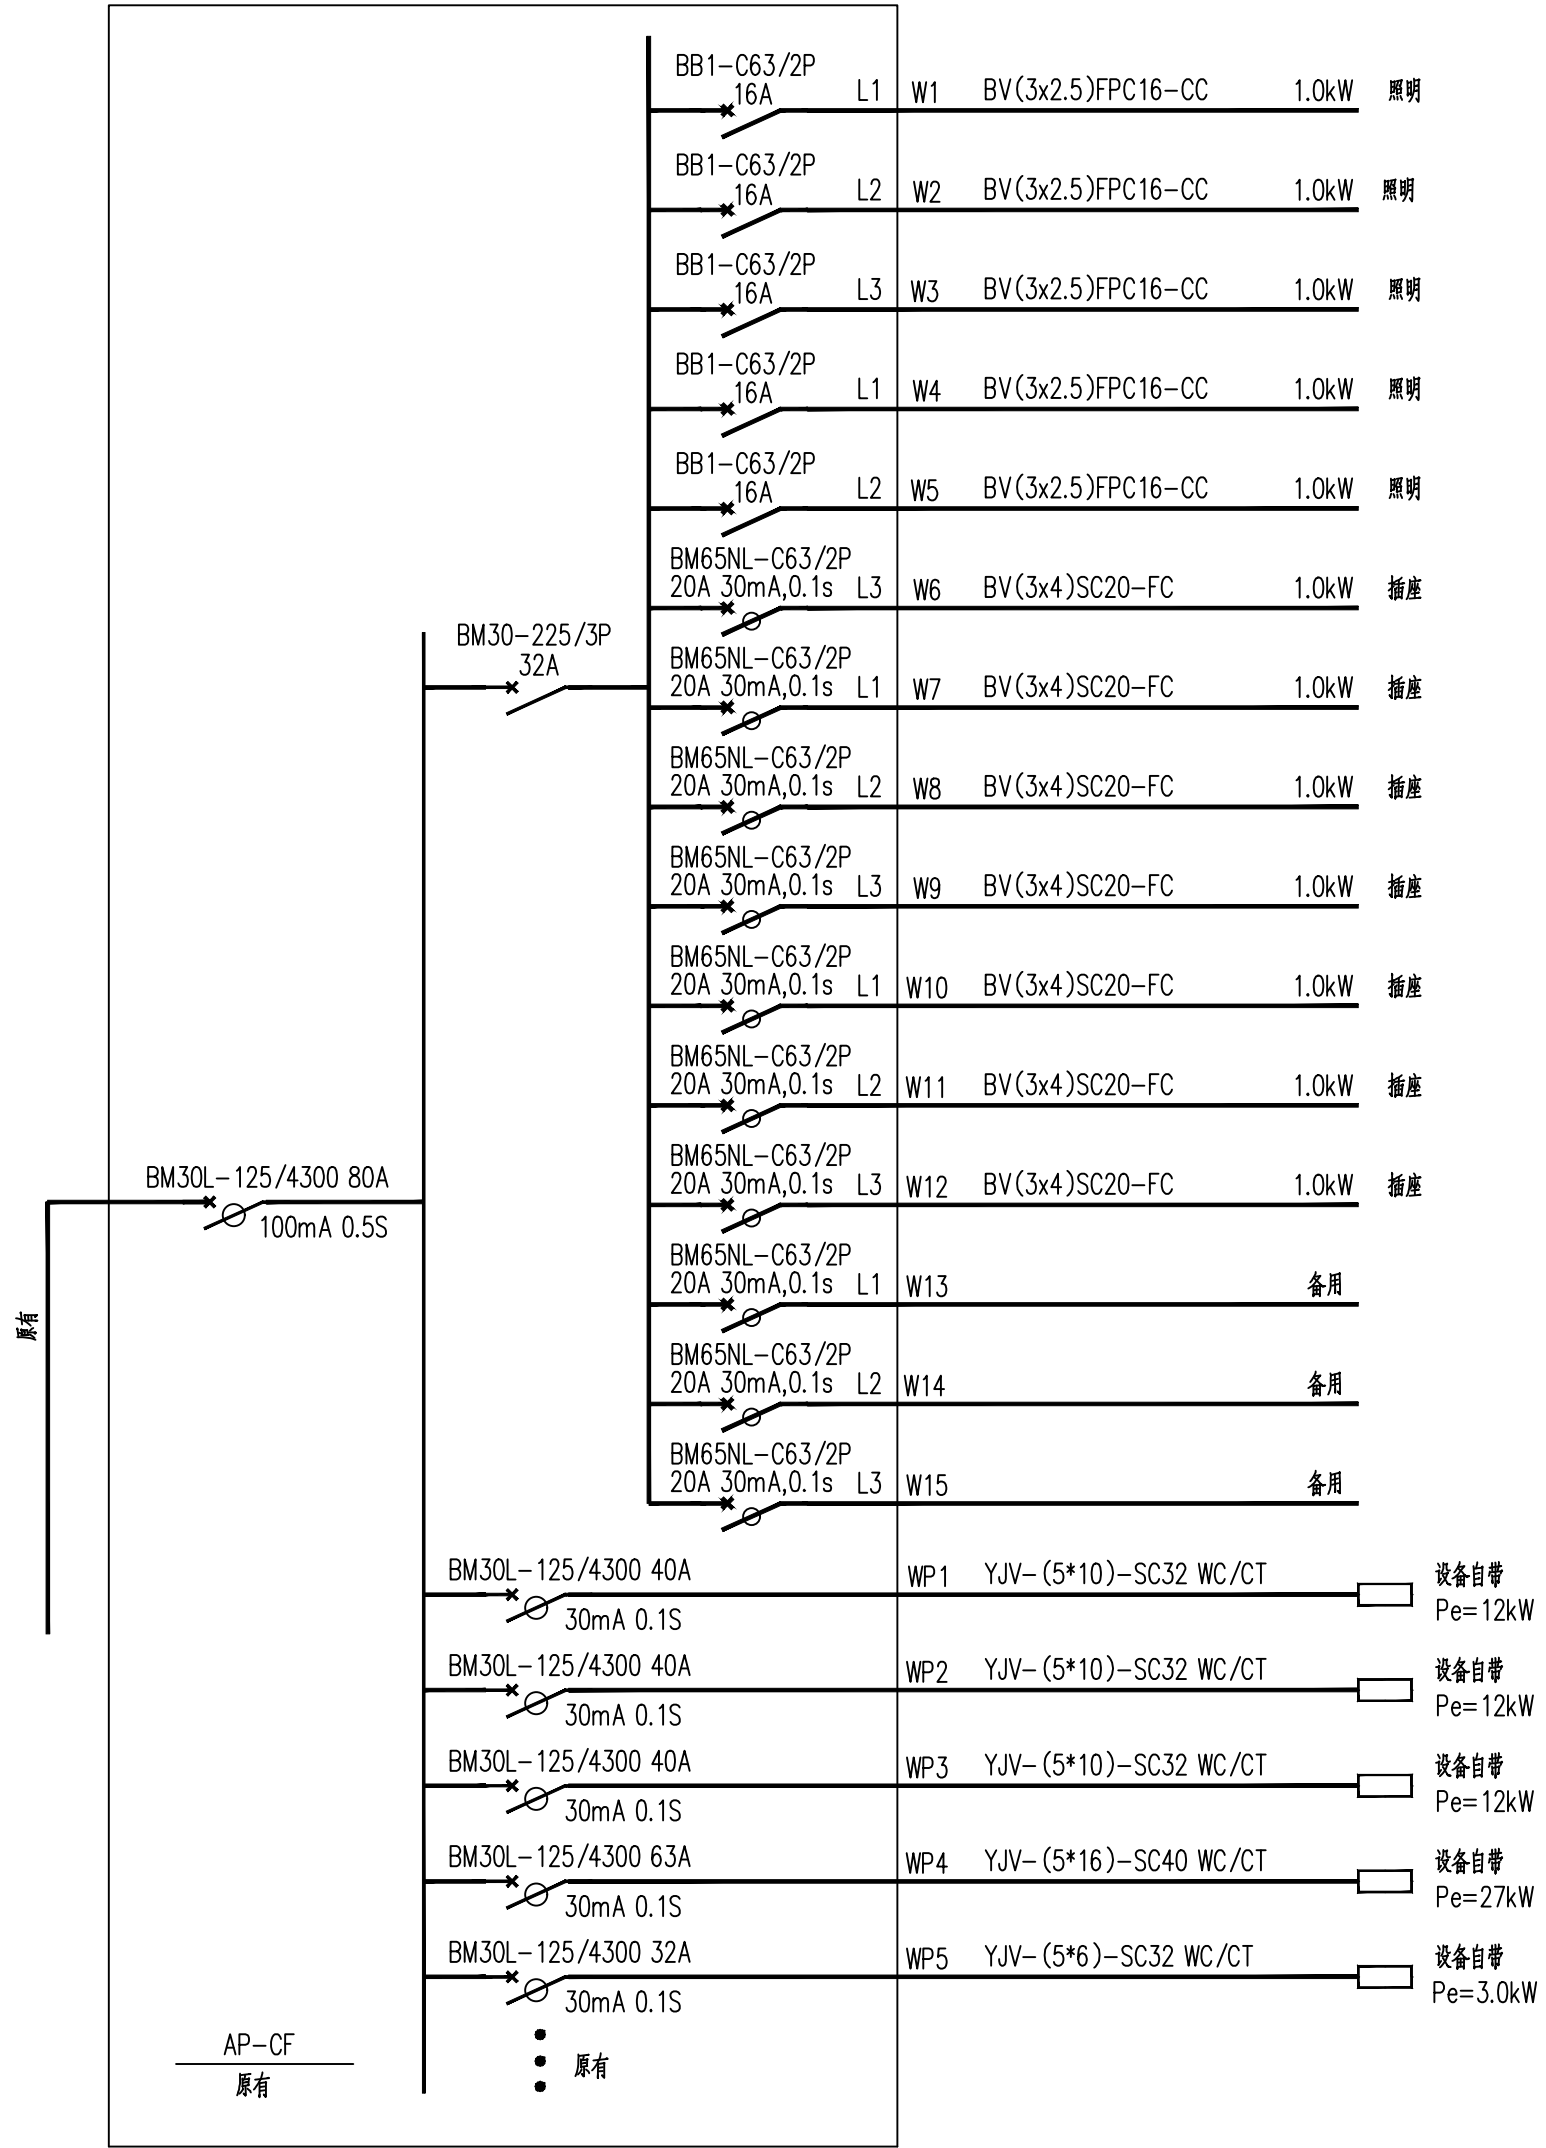 BB1-C63/2P
16A L1 W1 BV(3x2.5)FPC16-CC 1.0kW 照明
BB1-C63/2P
16A L2 W2 BV(3x2.5)FPC16-CC 1.0kW 照明
BB1-C63/2P
16A L3 W3 BV(3x2.5)FPC16-CC 1.0kW 照明
BB1-C63/2P
16A L1 W4 BV(3x2.5)FPC16-CC 1.0kW 照明
BB1-C63/2P
16A L2 W5 BV(3x2.5)FPC16-CC 1.0kW 照明
BM65NL-C63/2P
20A 30mA,0.1s L3 W6 BV(3x4)SC20-FC 1.0kW 插座
BM30-225/3P
32A
BM65NL-C63/2P
20A 30mA,0.1s L1 W7 BV(3x4)SC20-FC 1.0kW 插座
BM65NL-C63/2P
20A 30mA,0.1s L2 W8 BV(3x4)SC20-FC 1.0kW 插座
BM65NL-C63/2P
20A 30mA,0.1s L3 W9 BV(3x4)SC20-FC 1.0kW 插座
BM65NL-C63/2P
20A 30mA,0.1s L1 W10 BV(3x4)SC20-FC 1.0kW 插座
BM65NL-C63/2P
20A 30mA,0.1s L2 W11 BV(3x4)SC20-FC 1.0kW 插座
BM65NL-C63/2P
20A 30mA,0.1s L3 W12 BV(3x4)SC20-FC 1.0kW 插座
BM30L-125/4300 80A
100mA 0.5S
原有
BM65NL-C63/2P
20A 30mA,0.1s L1 W13 备用
BM65NL-C63/2P
20A 30mA,0.1s L2 W14 备用
BM65NL-C63/2P
20A 30mA,0.1s L3 W15 备用
BM30L-125/4300 40A WP1 YJV-(5*10)-SC32 WC/CT 设备自带
30mA 0.1S Pe=12kW
BM30L-125/4300 40A WP2 YJV-(5*10)-SC32 WC/CT 设备自带
30mA 0.1S Pe=12kW
BM30L-125/4300 40A WP3 YJV-(5*10)-SC32 WC/CT 设备自带
30mA 0.1S Pe=12kW
BM30L-125/4300 63A WP4 YJV-(5*16)-SC40 WC/CT 设备自带
30mA 0.1S Pe=27kW
BM30L-125/4300 32A WP5 YJV-(5*6)-SC32 WC/CT 设备自带
30mA 0.1S Pe=3.0kW
AP-CF
原有
原有